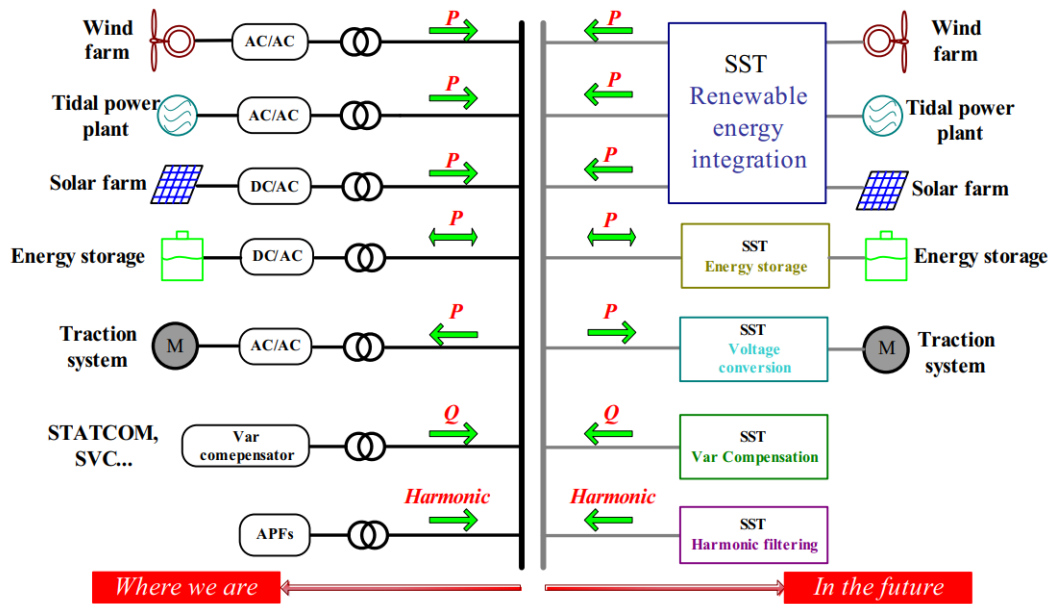 Wind
farm
AC/AC
P
P
SST
Renewable
energy
integration
Wind
farm
Tidal power
plant
AC/AC
P
P
Tidal power
plant
Solar farm
DC/AC
P
P
Solar farm
Energy storage
DC/AC
P
P
SST
Energy storage
Energy storage
Traction
system
M
AC/AC
P
P
SST
Voltage
conversion
M
Traction
system
STATCOM,
SVC...
Var
comepensator
Q
Q
SST
Var Compensation
APFs
Harmonic
Harmonic
SST
Harmonic filtering
Where we are
In the future